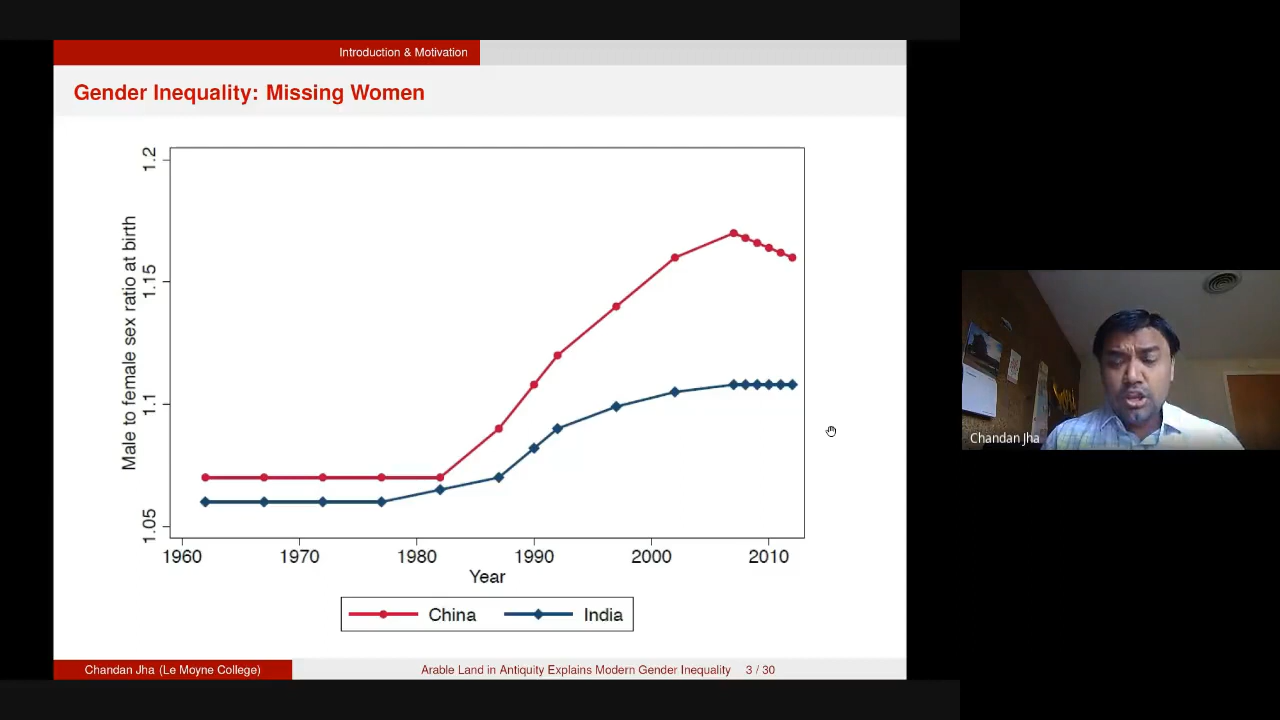 Introduction & Motivation
Gender Inequality: Missing Women
Male to female sex ratio at birth
1.2
1.15
1.1
1.05
1960 1970 1980 1990 2000 2010
Year
China India
Chandan Jha (Le Moyne College) Arable Land in Antiquity Explains Modern Gender Inequality 3 / 30
Chandan Jha